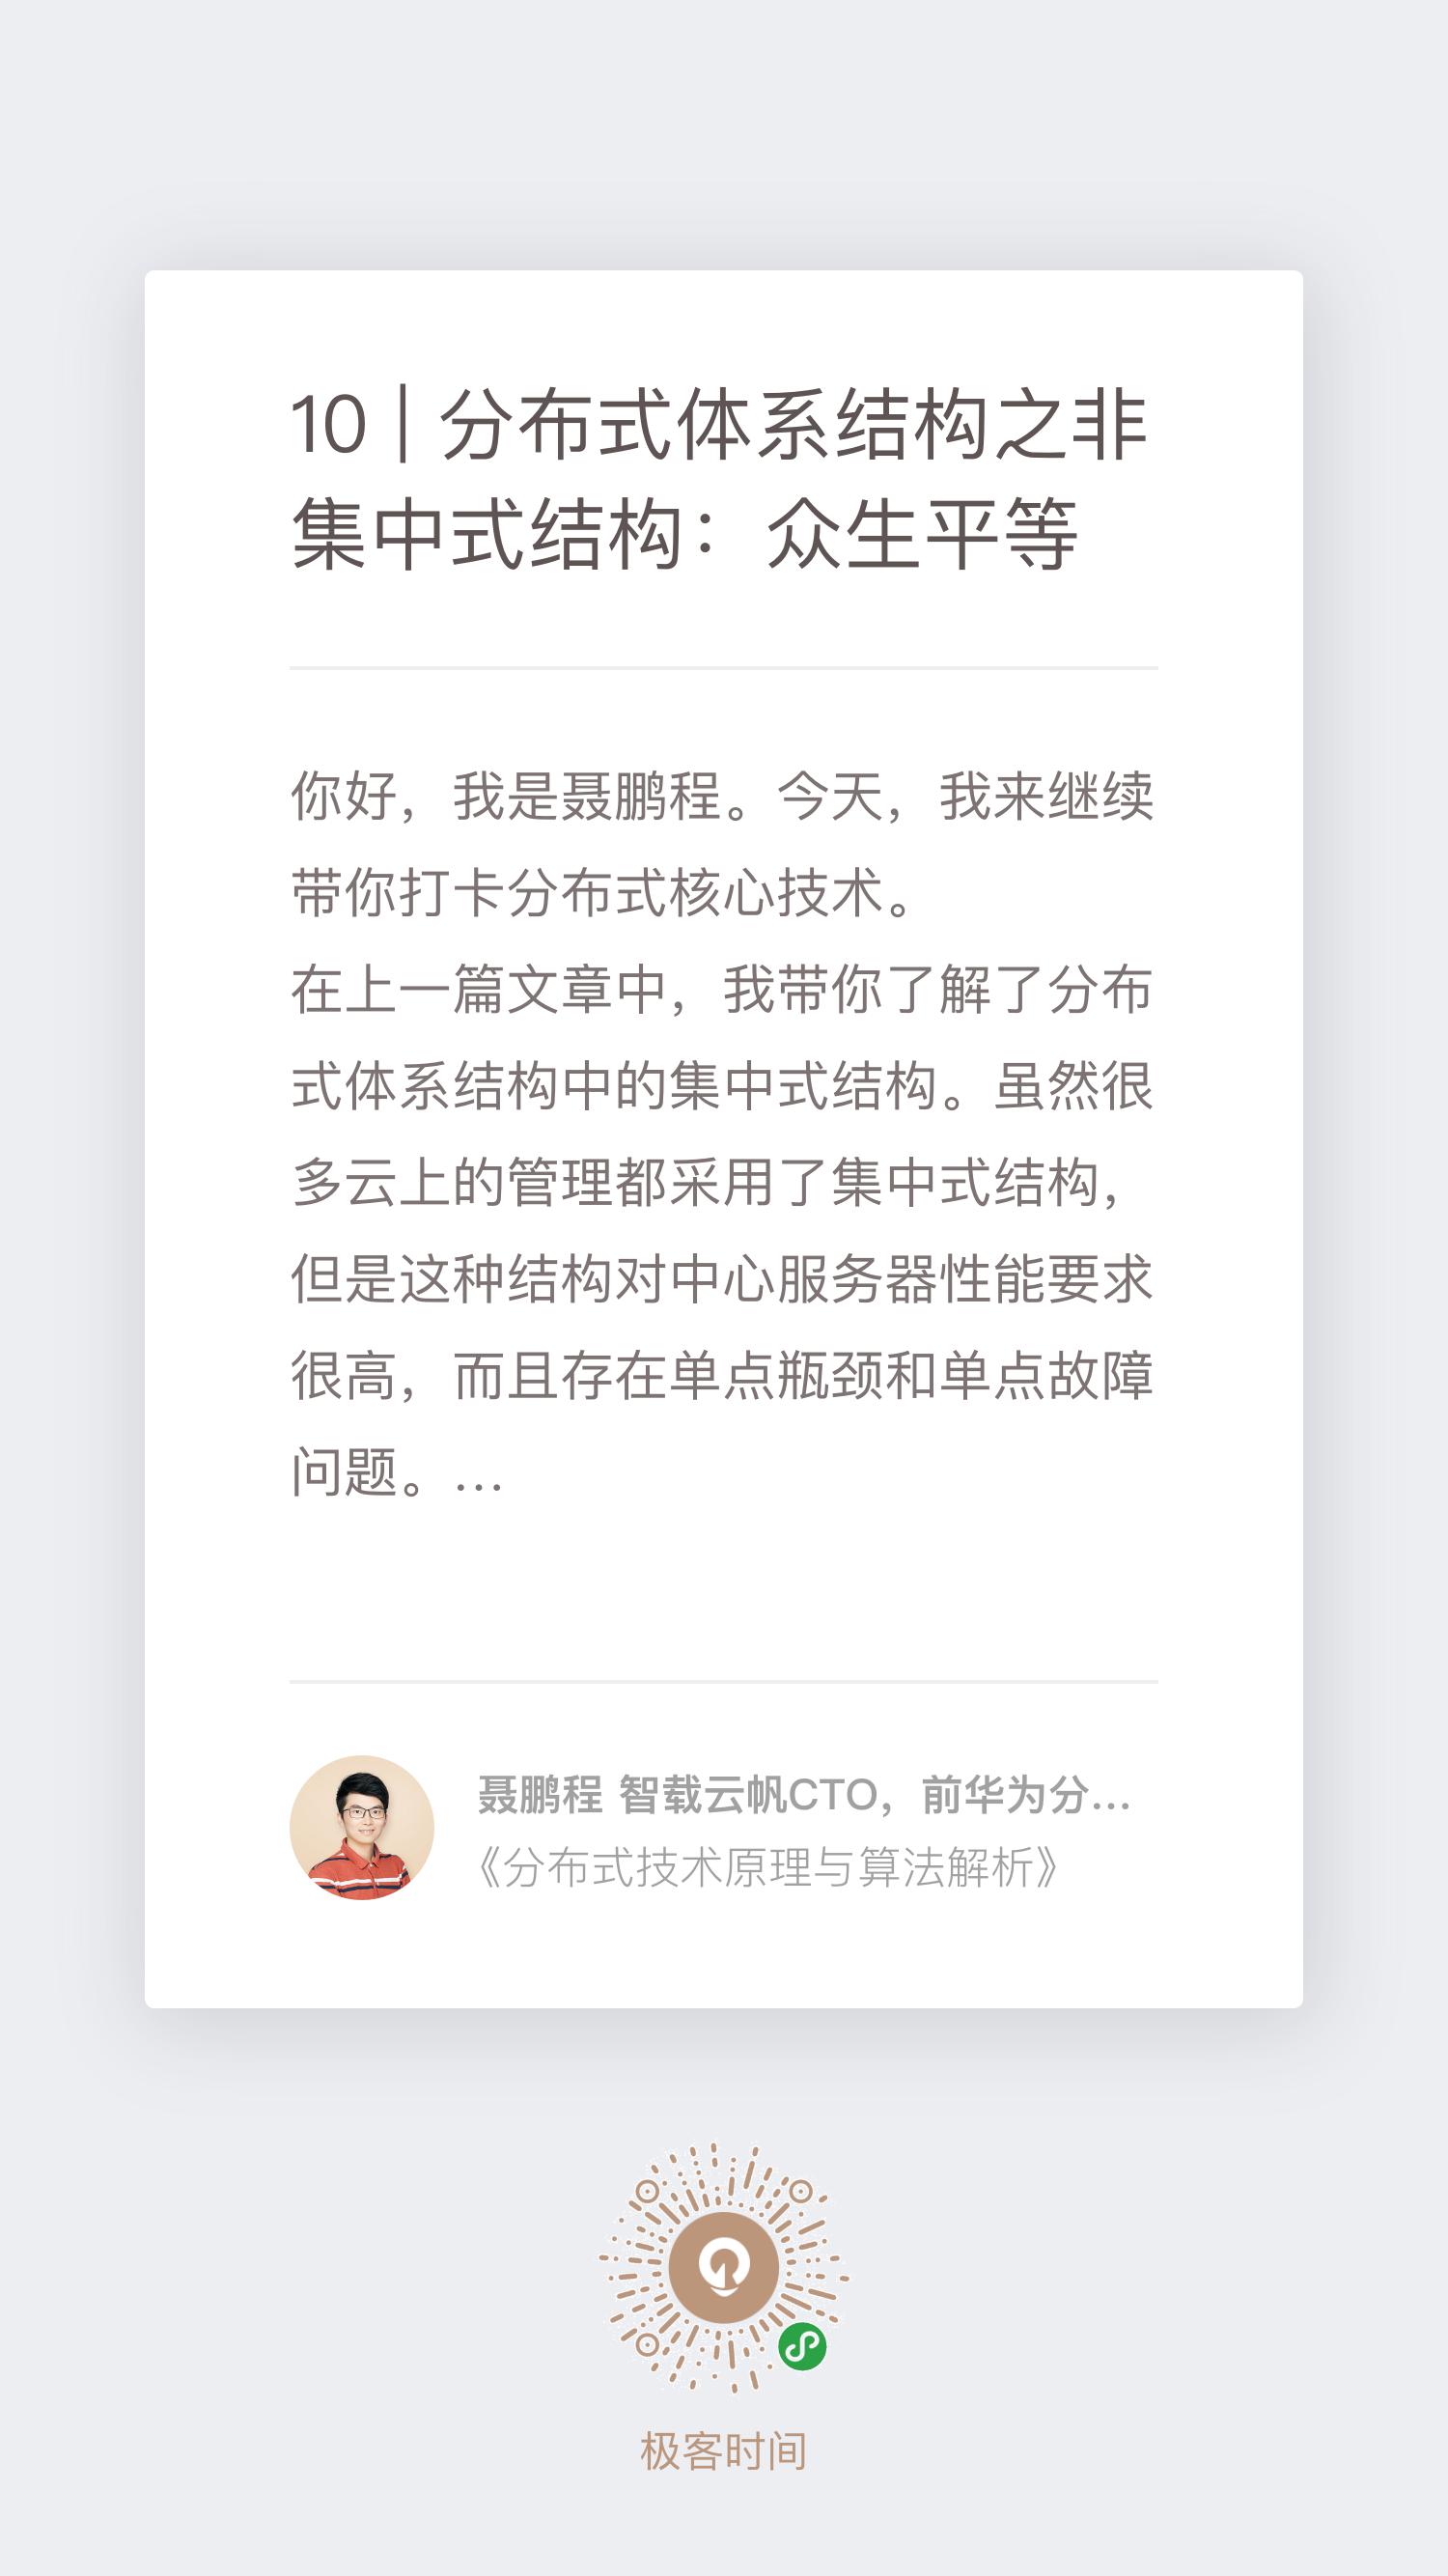 10 | 分布式体系结构之非
集中式结构：众生平等
你好，我是聂鹏程。今天，我来继续
带你打卡分布式核心技术。
在上一篇文章中，我带你了解了分布
式体系结构中的集中式结构。虽然很
多云上的管理都采用了集中式结构，
但是这种结构对中心服务器性能要求
很高，而且存在单点瓶颈和单点故障
问题。…
聂鹏程 智载云帆CTO，前华为分…
《分布式技术原理与算法解析》
极客时间